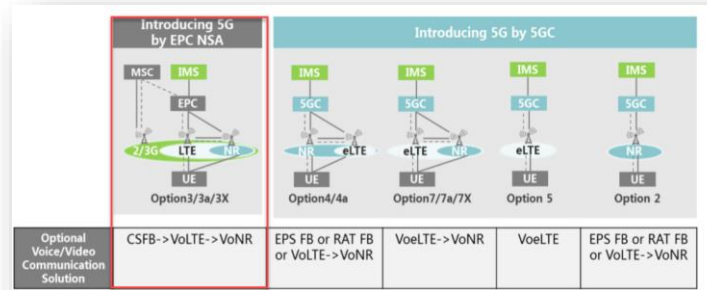 Introducing 5G
by EPC NSA
Introducing 5G by 5GC
MSC
IMS
EPC
2/3G
LTE
NR
UE
Option3/3a/3X
IMS
5GC
NR
eLTE
UE
Option4/4a
IMS
5GC
eLTE
NR
UE
Option7/7a/7X
IMS
5GC
eLTE
UE
Option 5
IMS
5GC
NR
UE
Option 2
Optional
Voice/Video
Communication
Solution
CSFB->VoLTE->VoNR
EPS FB or RAT FB
or VoLTE->VoNR
VoeLTE->VoNR
VoeLTE
EPS FB or RAT FB
or VoLTE->VoNR